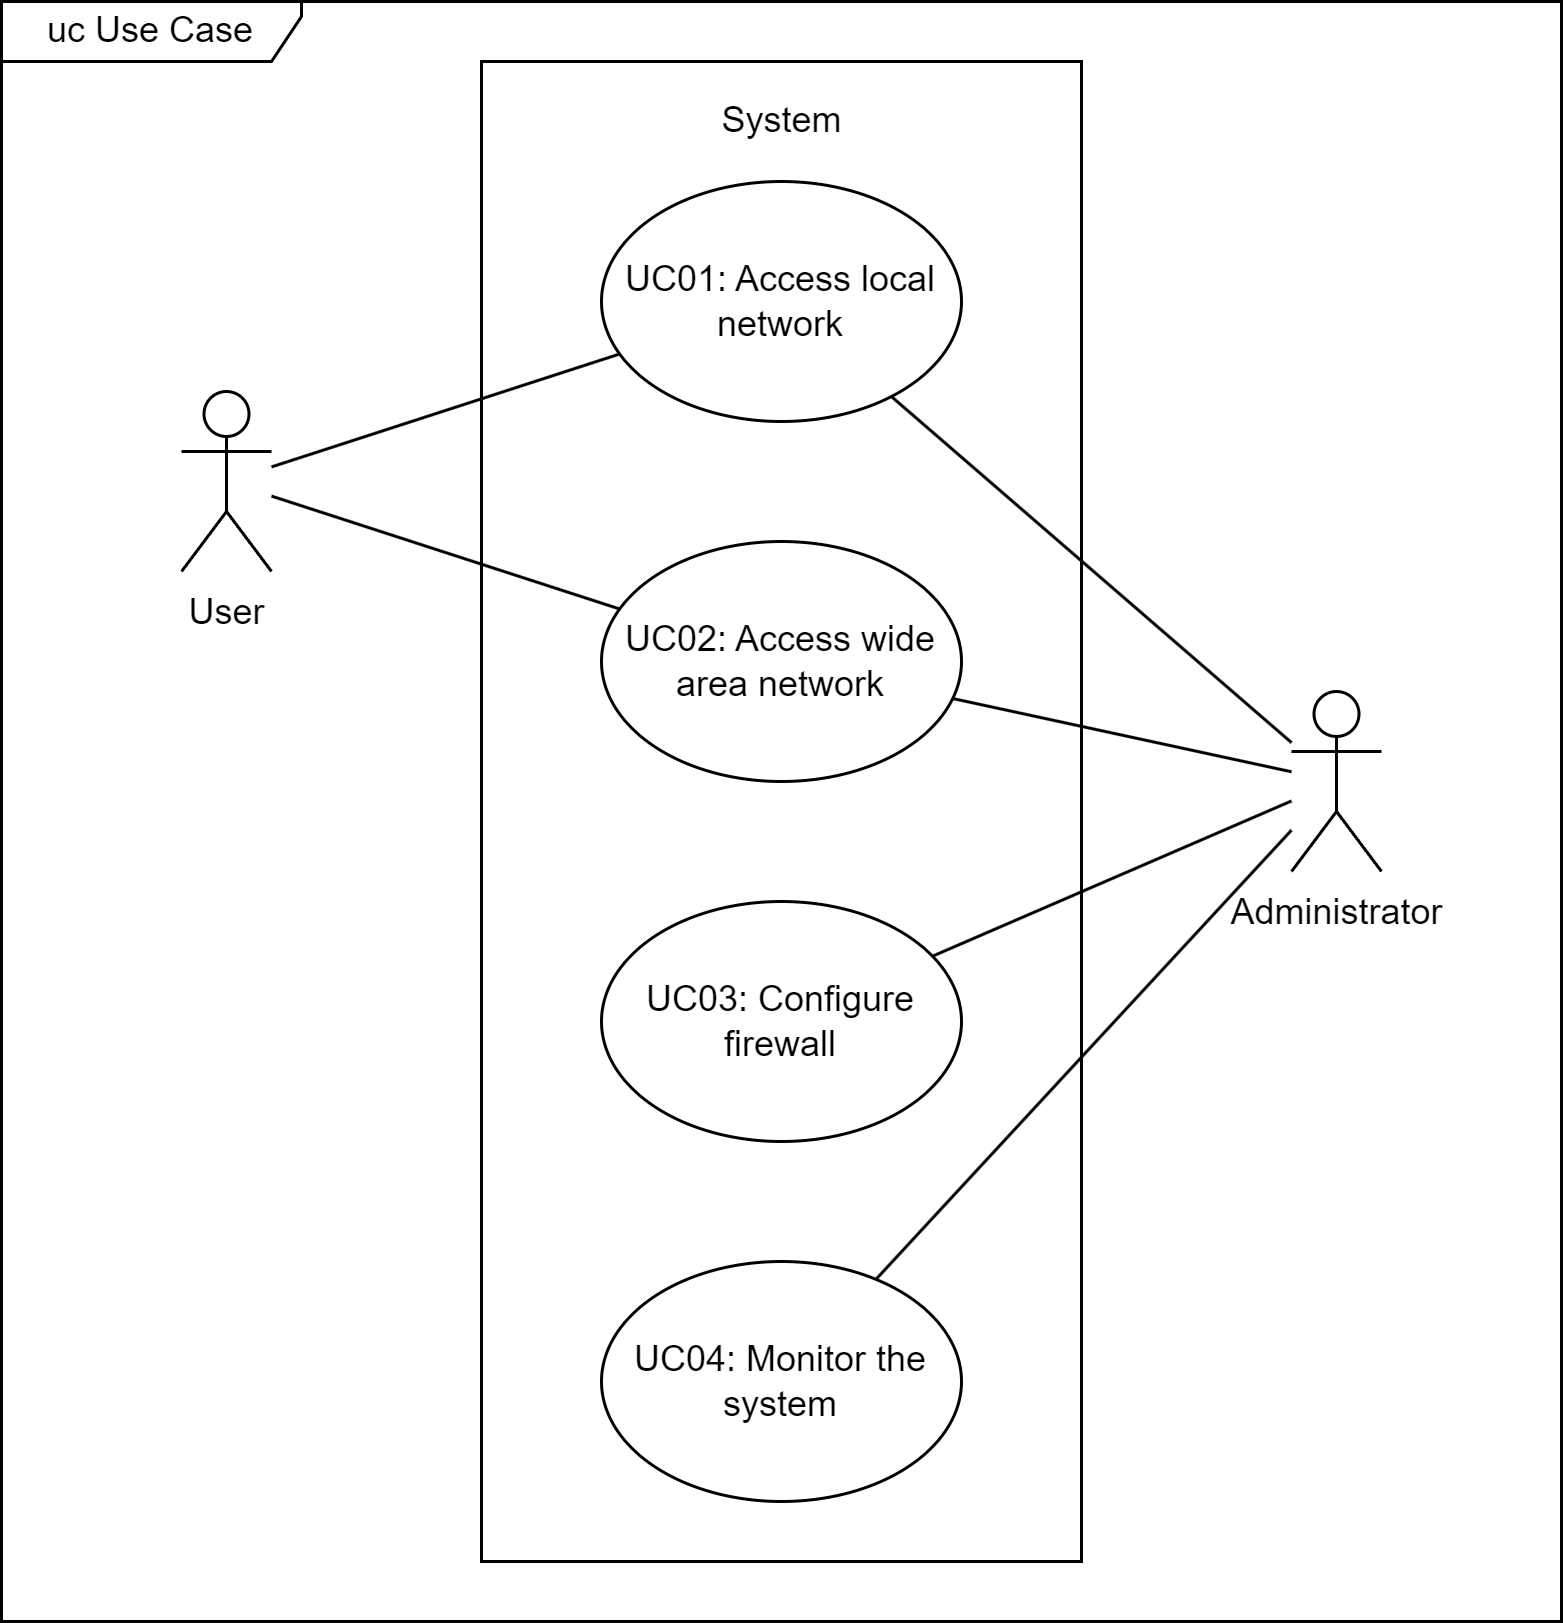 uc Use Case
System
UC01: Access local
network
User
UC02: Access wide
area network
Administrator
UC03: Configure
firewall
UC04: Monitor the
system